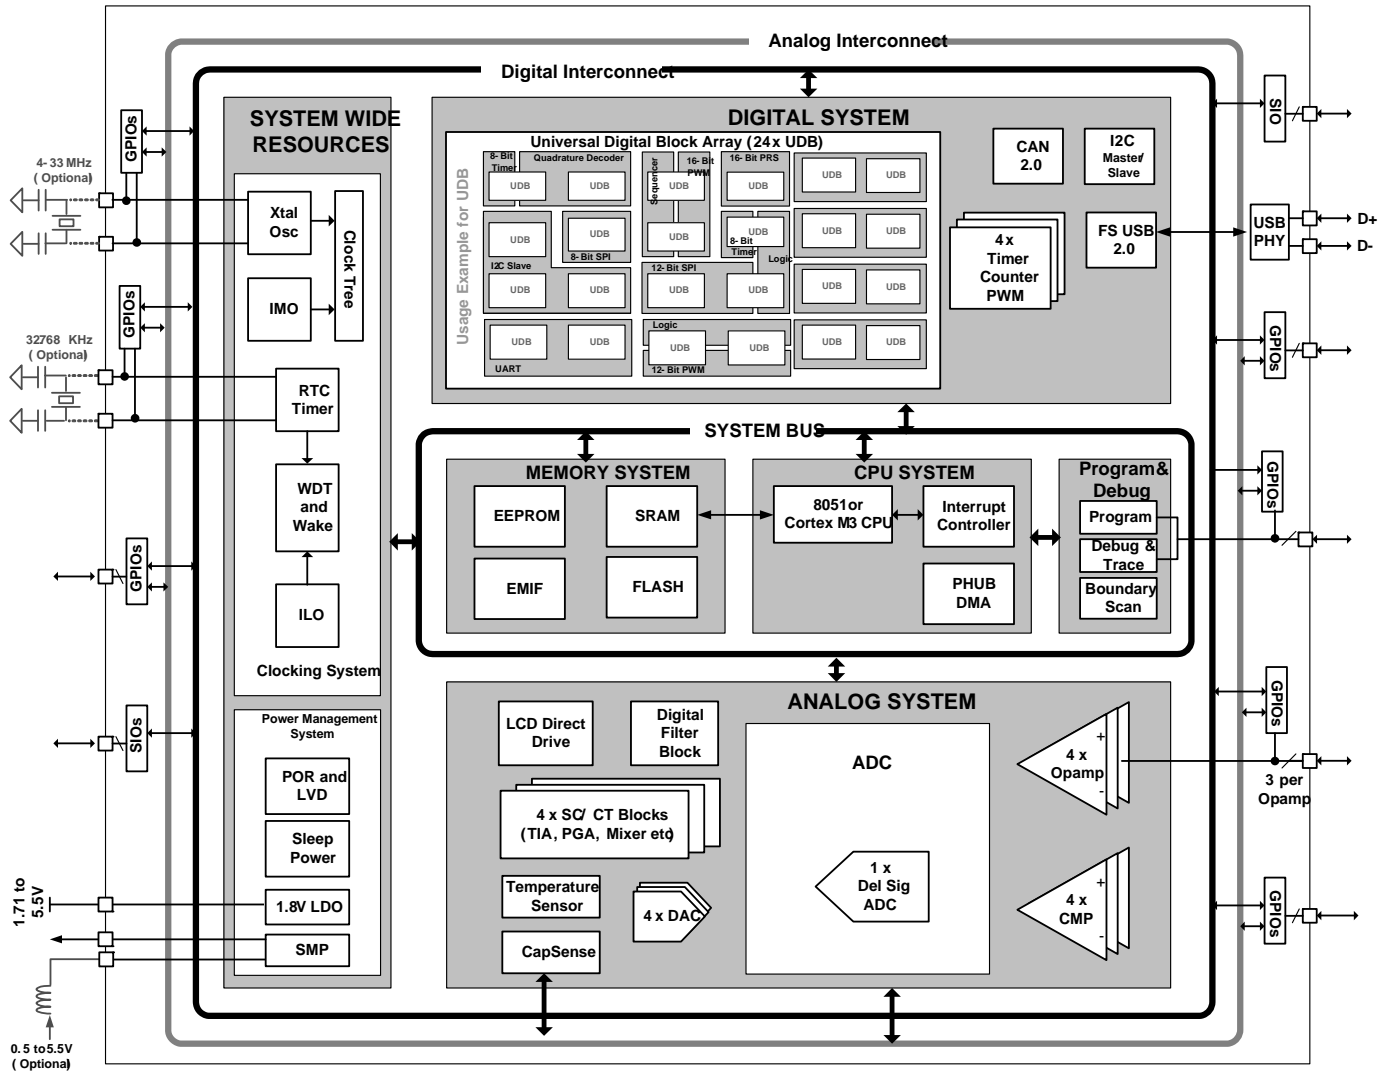 Analog Interconnect
Digital Interconnect
SYSTEM WIDE
RESOURCES
GPIOs
4- 33 MHz
( Optional)
Xtal
Osc
Clock Tree
IMO
GPIOs
32768 KHz
( Optional)
RTC
Timer
WDT
and
Wake
GPIOs
ILO
Clocking System
SIOs
Power Management
System
POR and
LVD
Sleep
Power
1.71 to
5.5V
1.8V LDO
SMP
0. 5 to5.5V
( Optional)
DIGITAL SYSTEM
Universal Digital Block Array (24 x UDB)
Usage Example for UDB
8- Bit
Timer
Quadrature Decoder
Sequencer
16- Bit
PWM
16- Bit PRS
UDB
UDB
UDB
UDB
UDB
UDB
UDB
UDB
UDB
8- Bit
Timer
Logic
UDB
UDB
I2C Slave
8- Bit SPI
12- Bit SPI
UDB
UDB
UDB
UDB
UDB
UDB
Logic
UDB
UDB
UDB
UDB
UDB
UDB
UART
12- Bit PWM
CAN
2.0
I2C
Master/
Slave
4 x
Timer
Counter
PWM
FS USB
2.0
SIO
USB
PHY
D+
D-
GPIOs
SYSTEM BUS
MEMORY SYSTEM
EEPROM
SRAM
EMIF
FLASH
CPU SYSTEM
8051 or
Cortex M3 CPU
Interrupt
Controller
PHUB
DMA
Program &
Debug
Program
Debug &
Trace
Boundary
Scan
GPIOs
ANALOG SYSTEM
LCD Direct
Drive
Digital
Filter
Block
4 x SC/ CT Blocks
(TIA, PGA, Mixer etc)
Temperature
Sensor
4 x DAC
CapSense
ADC
1 x
Del Sig
ADC
+
4 x
Opamp
-
+
4 x
CMP
-
GPIOs
3 per
Opamp
GPIOs